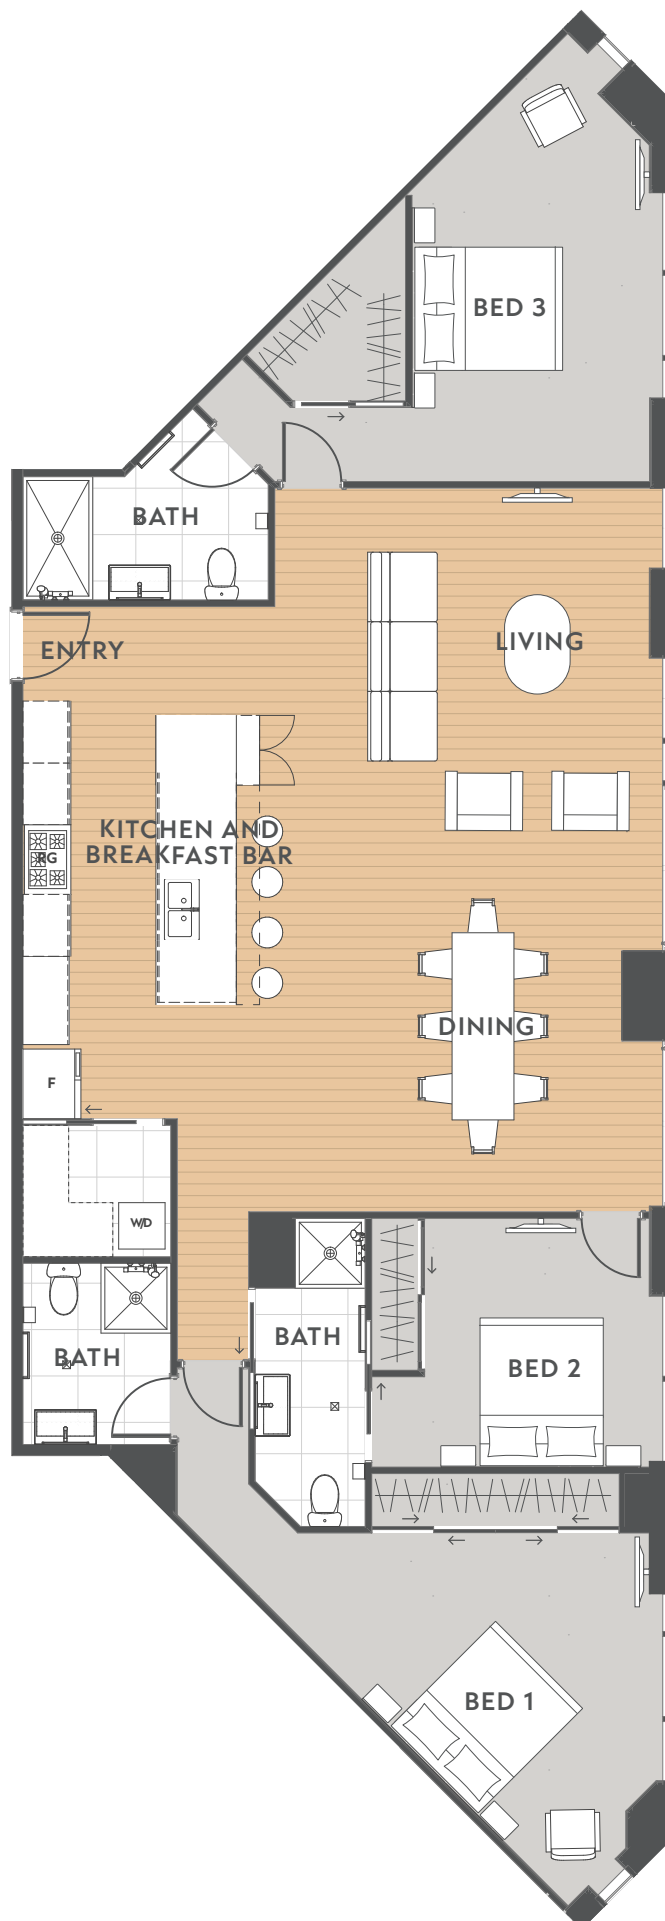 BED 3
BATH
ENTRY
LIVING
KITCHEN AND
BREAKFAST BAR
RG
DINING
F
W/D
BATH
BATH
BED 2
BED 1